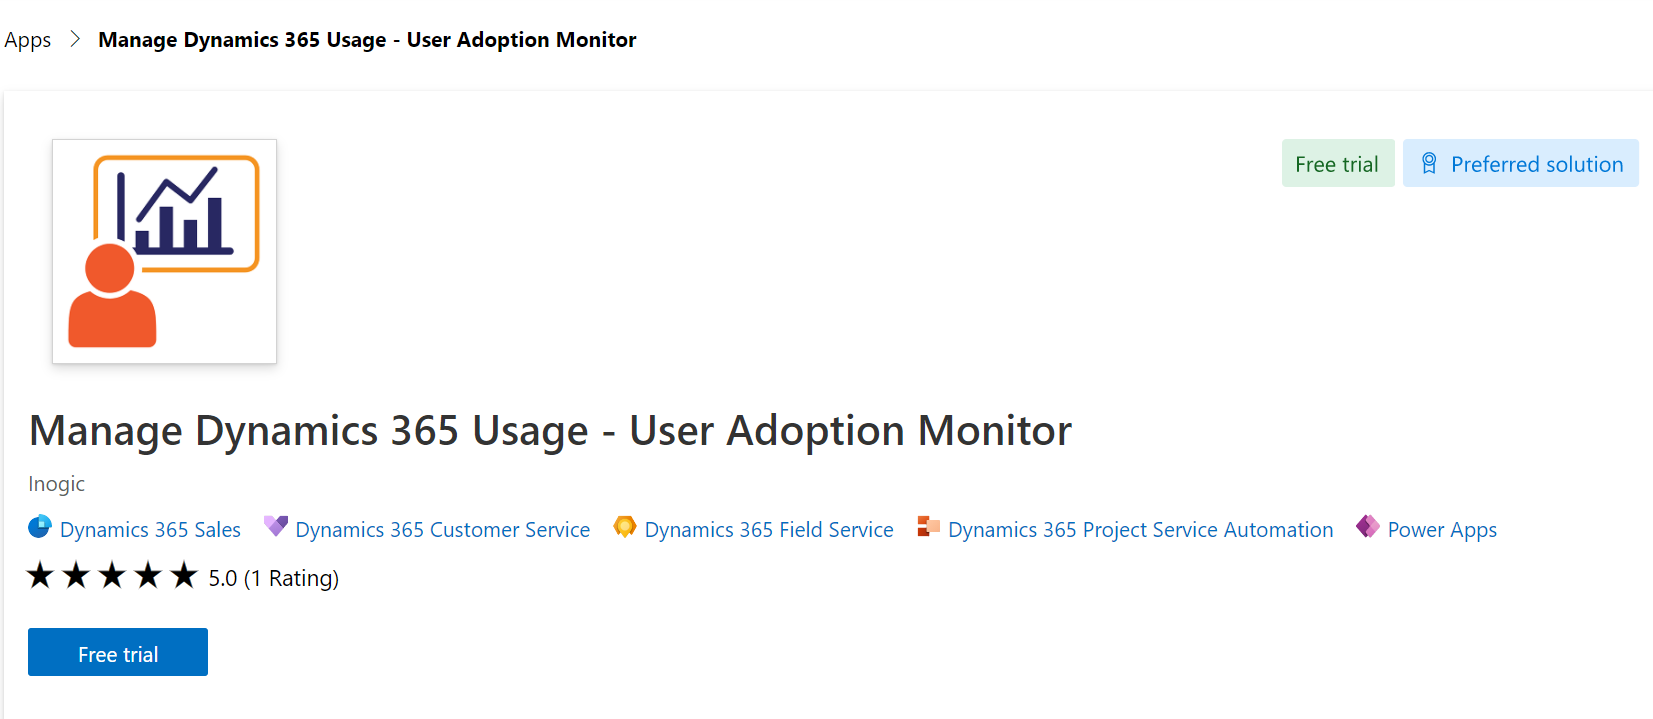 Apps > Manage Dynamics 365 Usage - User Adoption Monitor
Free trial Preferred solution
Manage Dynamics 365 Usage - User Adoption Monitor
Inogic
Dynamics 365 Sales Dynamics 365 Customer Service Dynamics 365 Field Service Dynamics 365 Project Service Automation Power Apps
5.0 (1 Rating)
Free trial